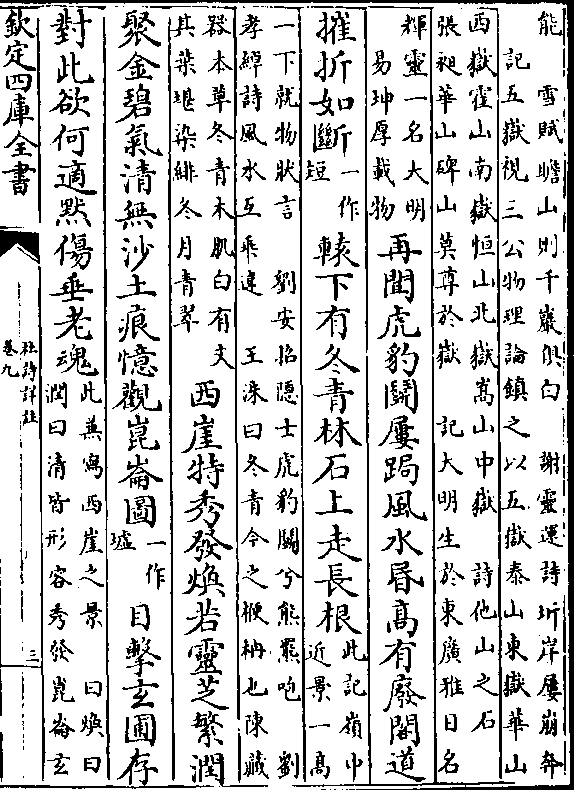 能　雪賦瞻山則千巖俱白　謝靈運詩圻岸屢崩奔
記五嶽視三公物理論鎮之以五嶽泰山東嶽華山
西嶽霍山南嶽恒山北嶽嵩山中嶽　詩他山之石
張昶華山碑山莫尊於嶽　記大明生於東廣雅日名
輝靈一名大明
易坤厚載物
再聞虎豹鬬屢跼風水昬高有廢閣道
摧折如斷
一作
短
轅下有冬青林石上走長根
此記嶺中
近景一高
一下就物狀言　劉安招隱士虎豹鬭兮熊羆咆　劉
孝綽詩風水互乘違　王洙曰冬青今之楩柟也陳藏
器本草冬青木肌白有文
其葉堪染緋冬月青翠
西崖特秀發煥若靈芝繁潤
聚金碧氣清無沙土痕憶觀崑崙圖
一作
墟
目擊玄圃存
對此欲何適黙傷垂老魂
此兼寫西崖之景　曰煥曰
潤曰清皆形容秀發崑崙玄
欽定四庫全書
杜詩詳註
卷九
三